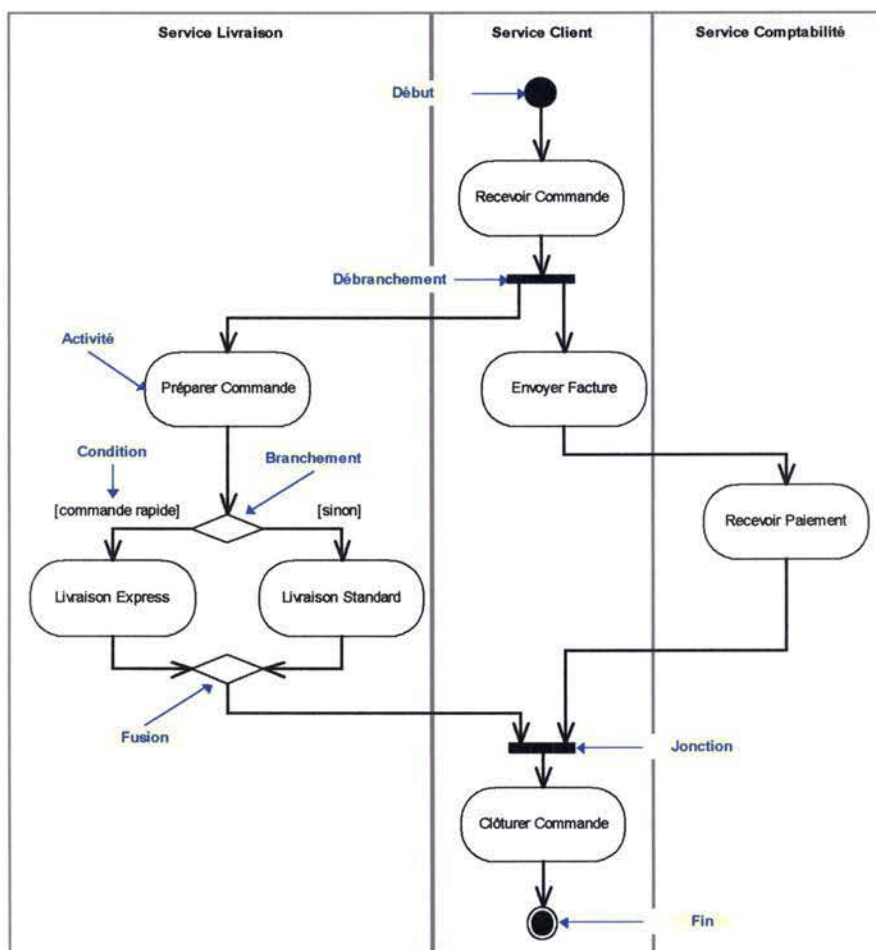 Service Livraison
Service Client
Service Comptabilité
Début
Recevoir Commande
Débranchement
Activité
Préparer Commande
Envoyer Facture
Condition
Branchement
[commande rapide]
[sinon]
Recevoir Paiement
Livraison Express
Livraison Standard
Fusion
Jonction
Clôturer Commande
Fin